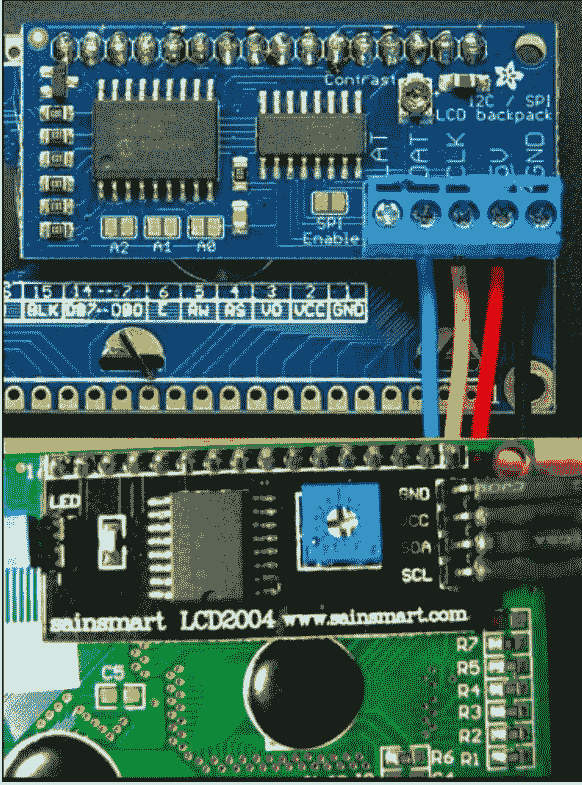 Contrast
I2C / SPI
LCD backpack
LAT
DAT
CLK
5V
GND
SPI
Enable
A2 A1 A0
15 14---7 6 5 4 3 2 1
BLK DB7--DB0 E RW RS VO VCC GND
1
LED
GND
VCC
SDA
SCL
sainsmart LCD2004 www.sainsmart.com
C5
R7
R5
R4
R3
R2
R6 R1